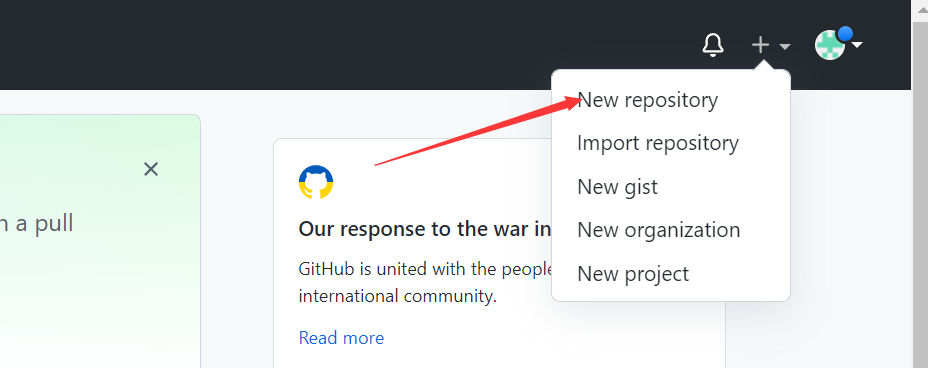 New repository
Import repository
New gist
New organization
New project
a pull
Our response to the war in
GitHub is united with the people
international community.
Read more